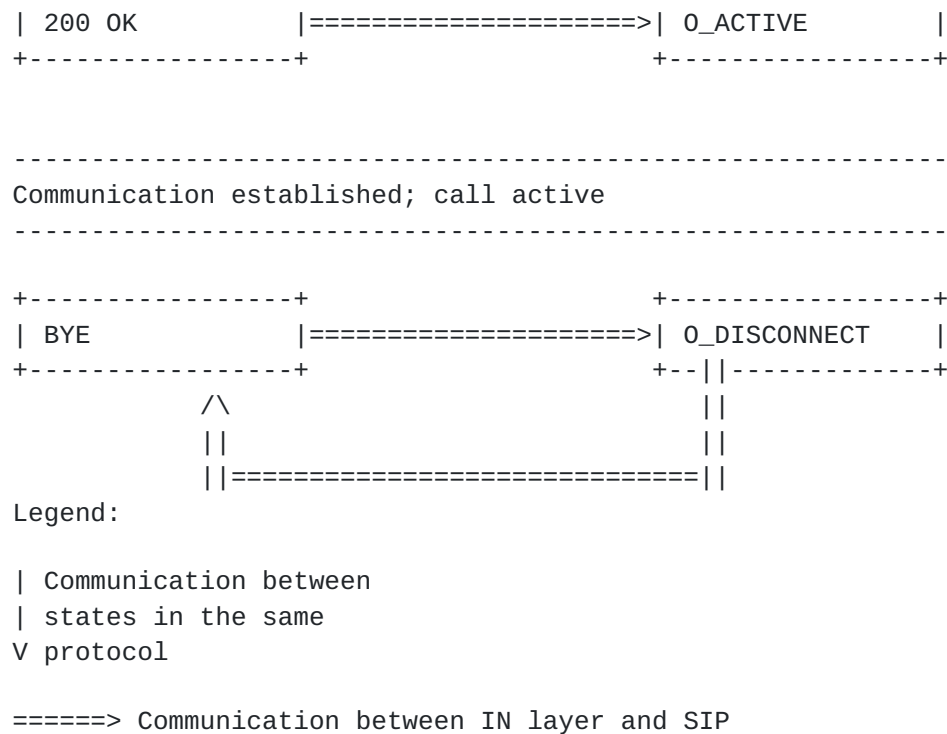 | 200 OK          |=====================>| O_ACTIVE        |
+-----------------+                      +-----------------+
------------------------------------------------------------
Communication established; call active
------------------------------------------------------------
+-----------------+                      +-----------------+
| BYE             |=====================>| O_DISCONNECT    |
+-----------------+                      +--||-------------+
            /\                              ||
            ||                              ||
            ||==============================||
Legend:
| Communication between
| states in the same
V protocol
======> Communication between IN layer and SIP